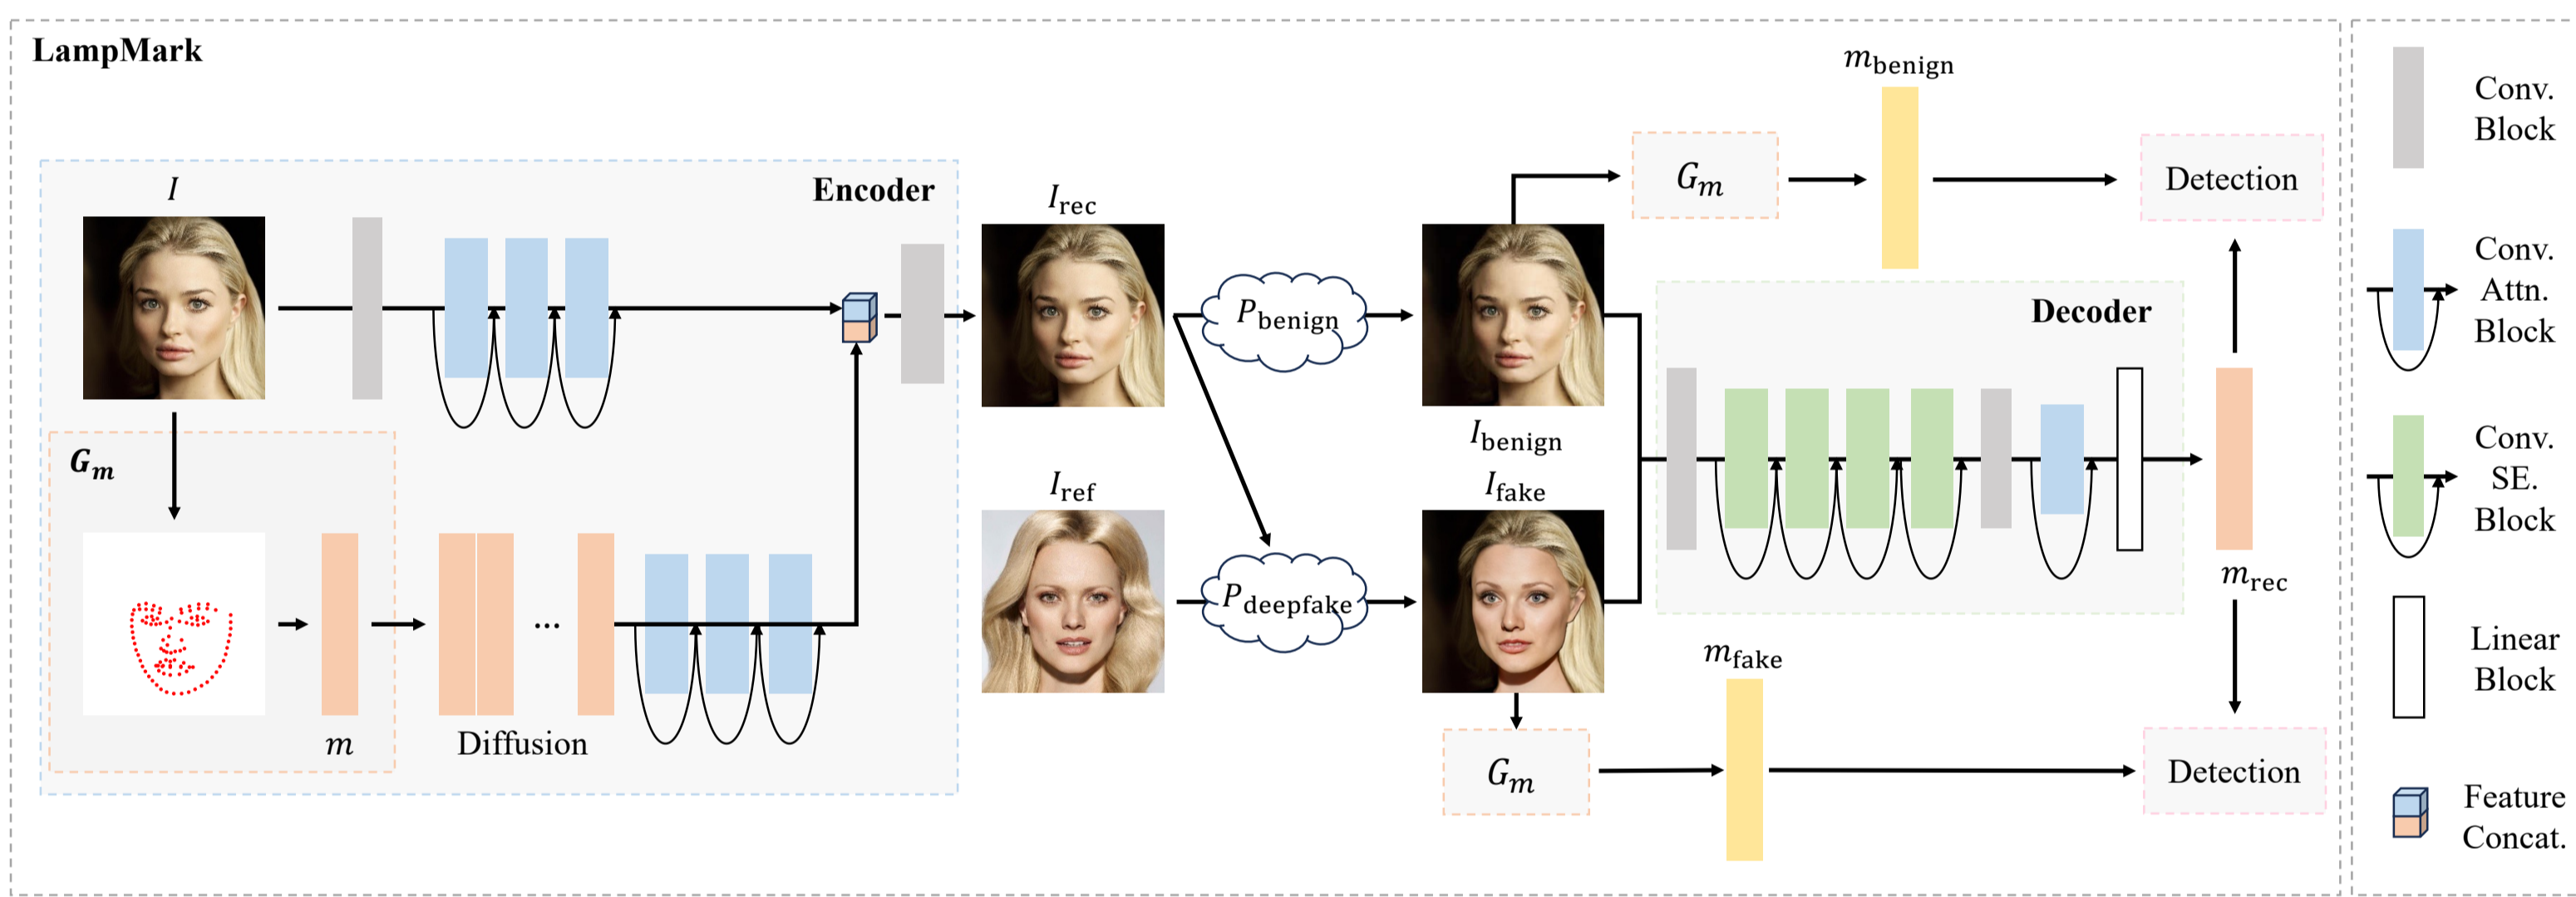 LampMark
I
Encoder
G_m
m
Diffusion
...
I_rec
I_ref
P_benign
P_deepfake
I_benign
I_fake
G_m
m_benign
Detection
Decoder
m_rec
G_m
m_fake
Detection
Conv.
Block
Conv.
Attn.
Block
Conv.
SE.
Block
Linear
Block
Feature
Concat.